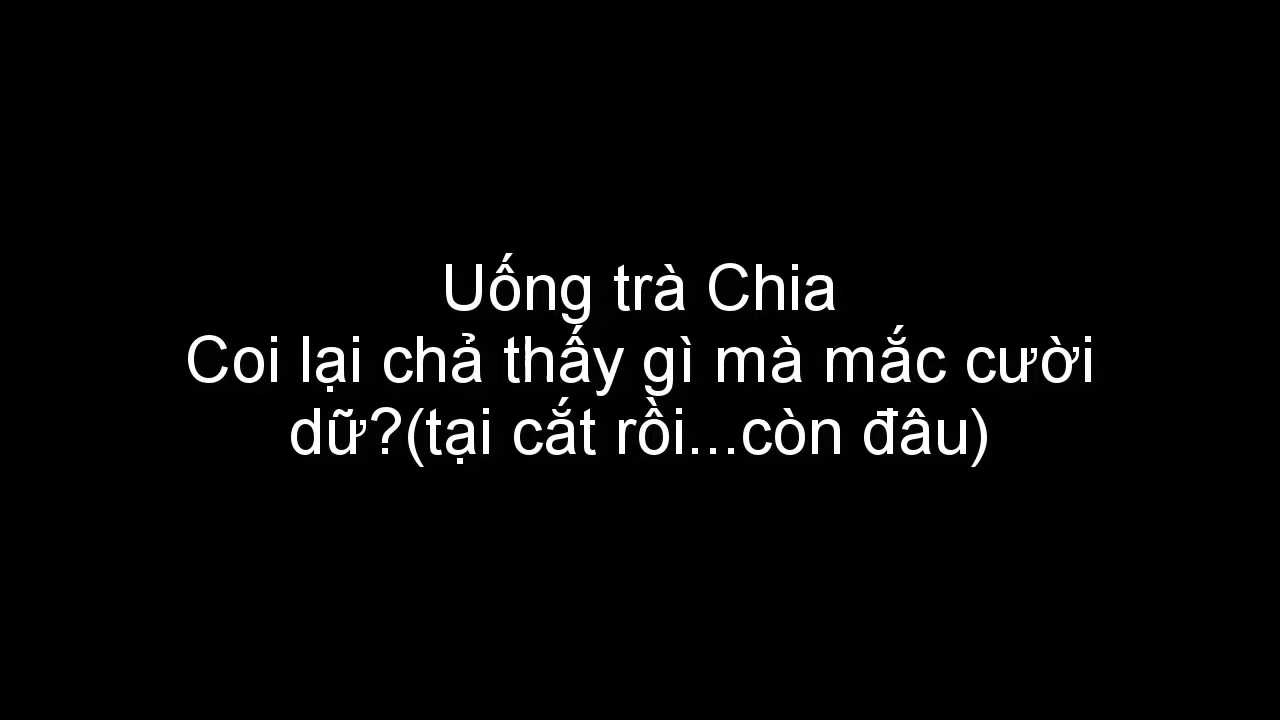 Uống trà Chia
Coi lại chả thấy gì mà mắc cười
dữ?(tại cắt rồi...còn đâu)